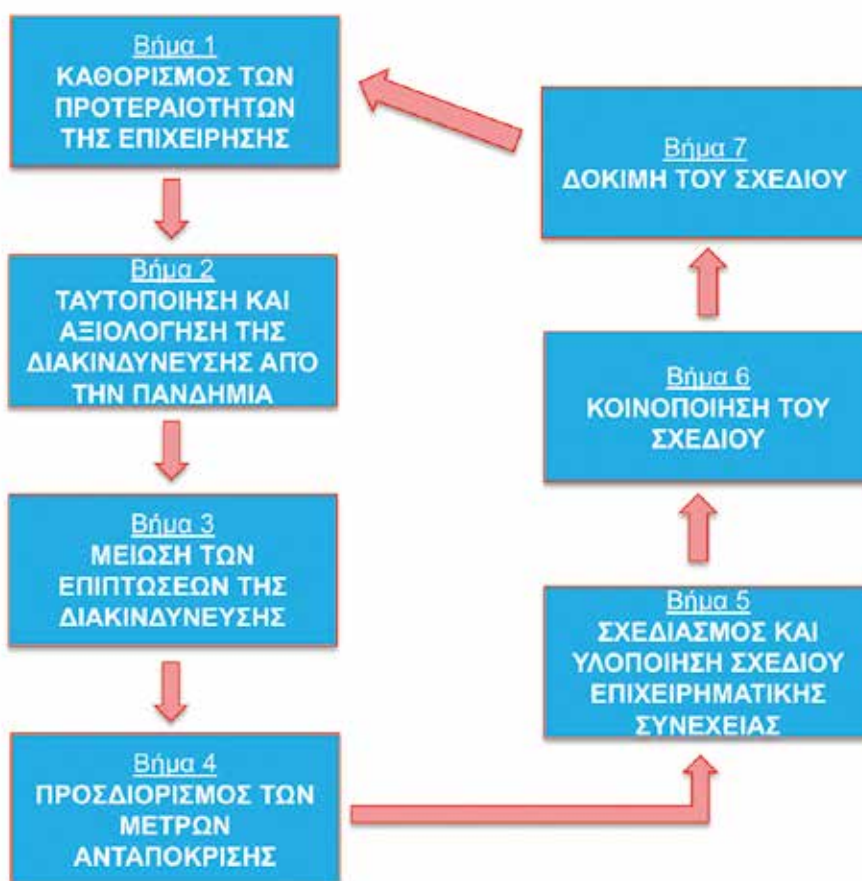 Βήμα 1
ΚΑΘΟΡΙΣΜΟΣ ΤΩΝ
ΠΡΟΤΕΡΑΙΟΤΗΤΩΝ
ΤΗΣ ΕΠΙΧΕΙΡΗΣΗΣ
Βήμα 2
ΤΑΥΤΟΠΟΙΗΣΗ ΚΑΙ
ΑΞΙΟΛΟΓΗΣΗ ΤΗΣ
ΔΙΑΚΙΝΔΥΝΕΥΣΗΣ ΑΠΌ
ΤΗΝ ΠΑΝΔΗΜΙΑ
Βήμα 3
ΜΕΙΩΣΗ ΤΩΝ
ΕΠΙΠΤΩΣΕΩΝ ΤΗΣ
ΔΙΑΚΙΝΔΥΝΕΥΣΗΣ
Βήμα 4
ΠΡΟΣΔΙΟΡΙΣΜΟΣ ΤΩΝ
ΜΕΤΡΩΝ
ΑΝΤΑΠΟΚΡΙΣΗΣ
Βήμα 5
ΣΧΕΔΙΑΣΜΟΣ ΚΑΙ
ΥΛΟΠΟΙΗΣΗ ΣΧΕΔΙΟΥ
ΕΠΙΧΕΙΡΗΜΑΤΙΚΗΣ
ΣΥΝΕΧΕΙΑΣ
Βήμα 6
ΚΟΙΝΟΠΟΙΗΣΗ ΤΟΥ
ΣΧΕΔΙΟΥ
Βήμα 7
ΔΟΚΙΜΗ ΤΟΥ ΣΧΕΔΙΟΥ